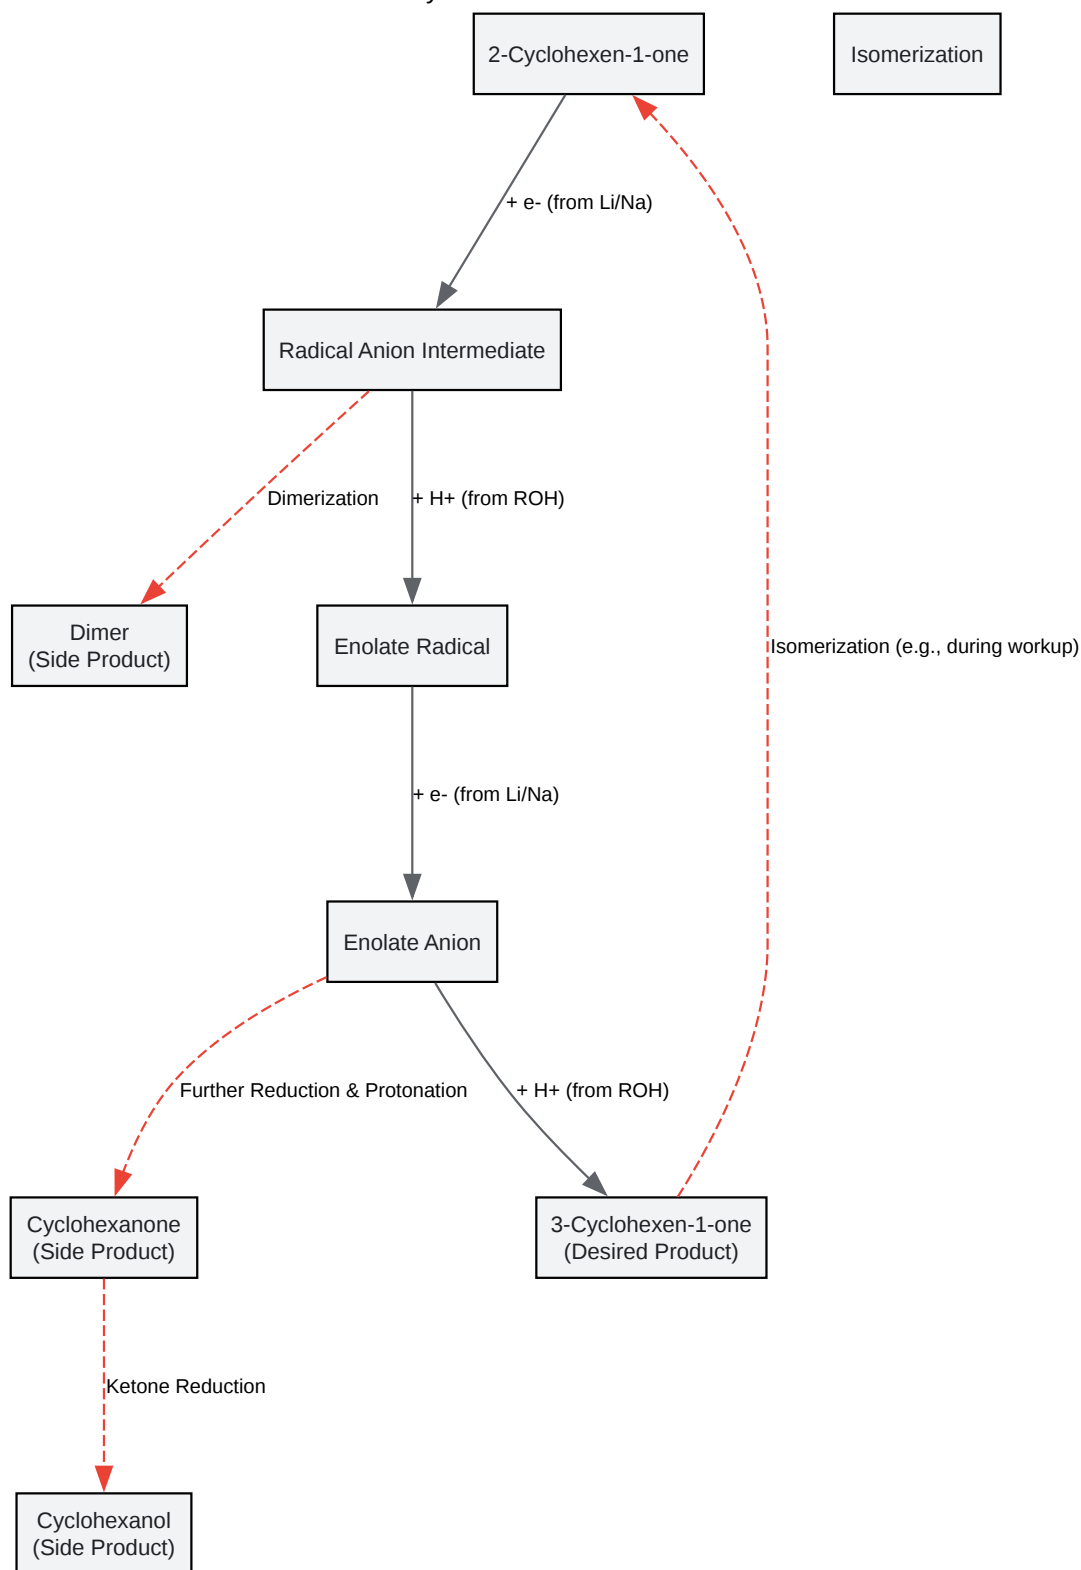 2-Cyclohexen-1-one
Isomerization
+ e- (from Li/Na)
Radical Anion Intermediate
Dimerization
+ H+ (from ROH)
Dimer
(Side Product)
Enolate Radical
Isomerization (e.g., during workup)
+ e- (from Li/Na)
Enolate Anion
Further Reduction & Protonation
+ H+ (from ROH)
Cyclohexanone
(Side Product)
3-Cyclohexen-1-one
(Desired Product)
Ketone Reduction
Cyclohexanol
(Side Product)